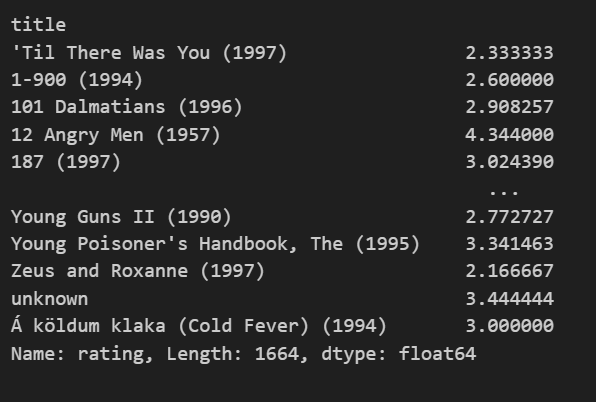 title
'Til There Was You (1997) 2.333333
1-900 (1994) 2.600000
101 Dalmatians (1996) 2.908257
12 Angry Men (1957) 4.344000
187 (1997) 3.024390
...
Young Guns II (1990) 2.772727
Young Poisoner's Handbook, The (1995) 3.341463
Zeus and Roxanne (1997) 2.166667
unknown 3.444444
Á köldum klaka (Cold Fever) (1994) 3.000000
Name: rating, Length: 1664, dtype: float64